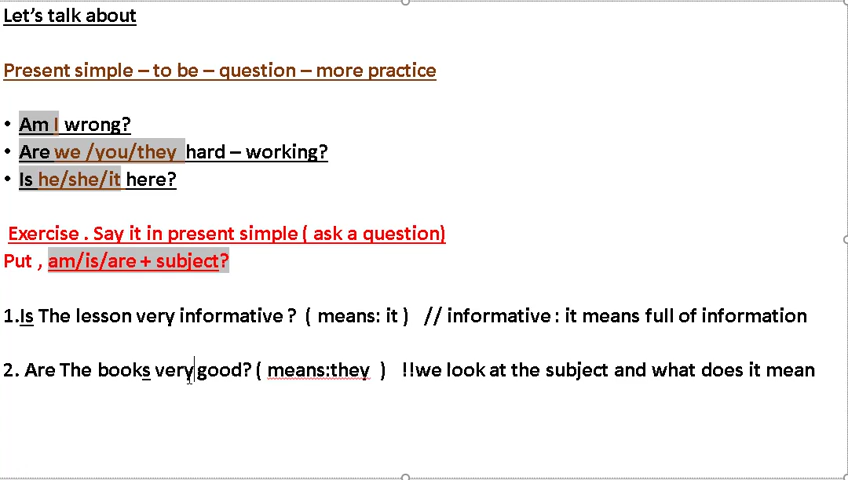 Let's talk about
Present simple – to be – question – more practice
• Am I wrong?
• Are we /you/they hard – working?
• Is he/she/it here?
Exercise . Say it in present simple ( ask a question)
Put , am/is/are + subject?
1.Is The lesson very informative ? ( means: it ) // informative : it means full of information
2. Are The books very good? ( means:they ) !!we look at the subject and what does it mean